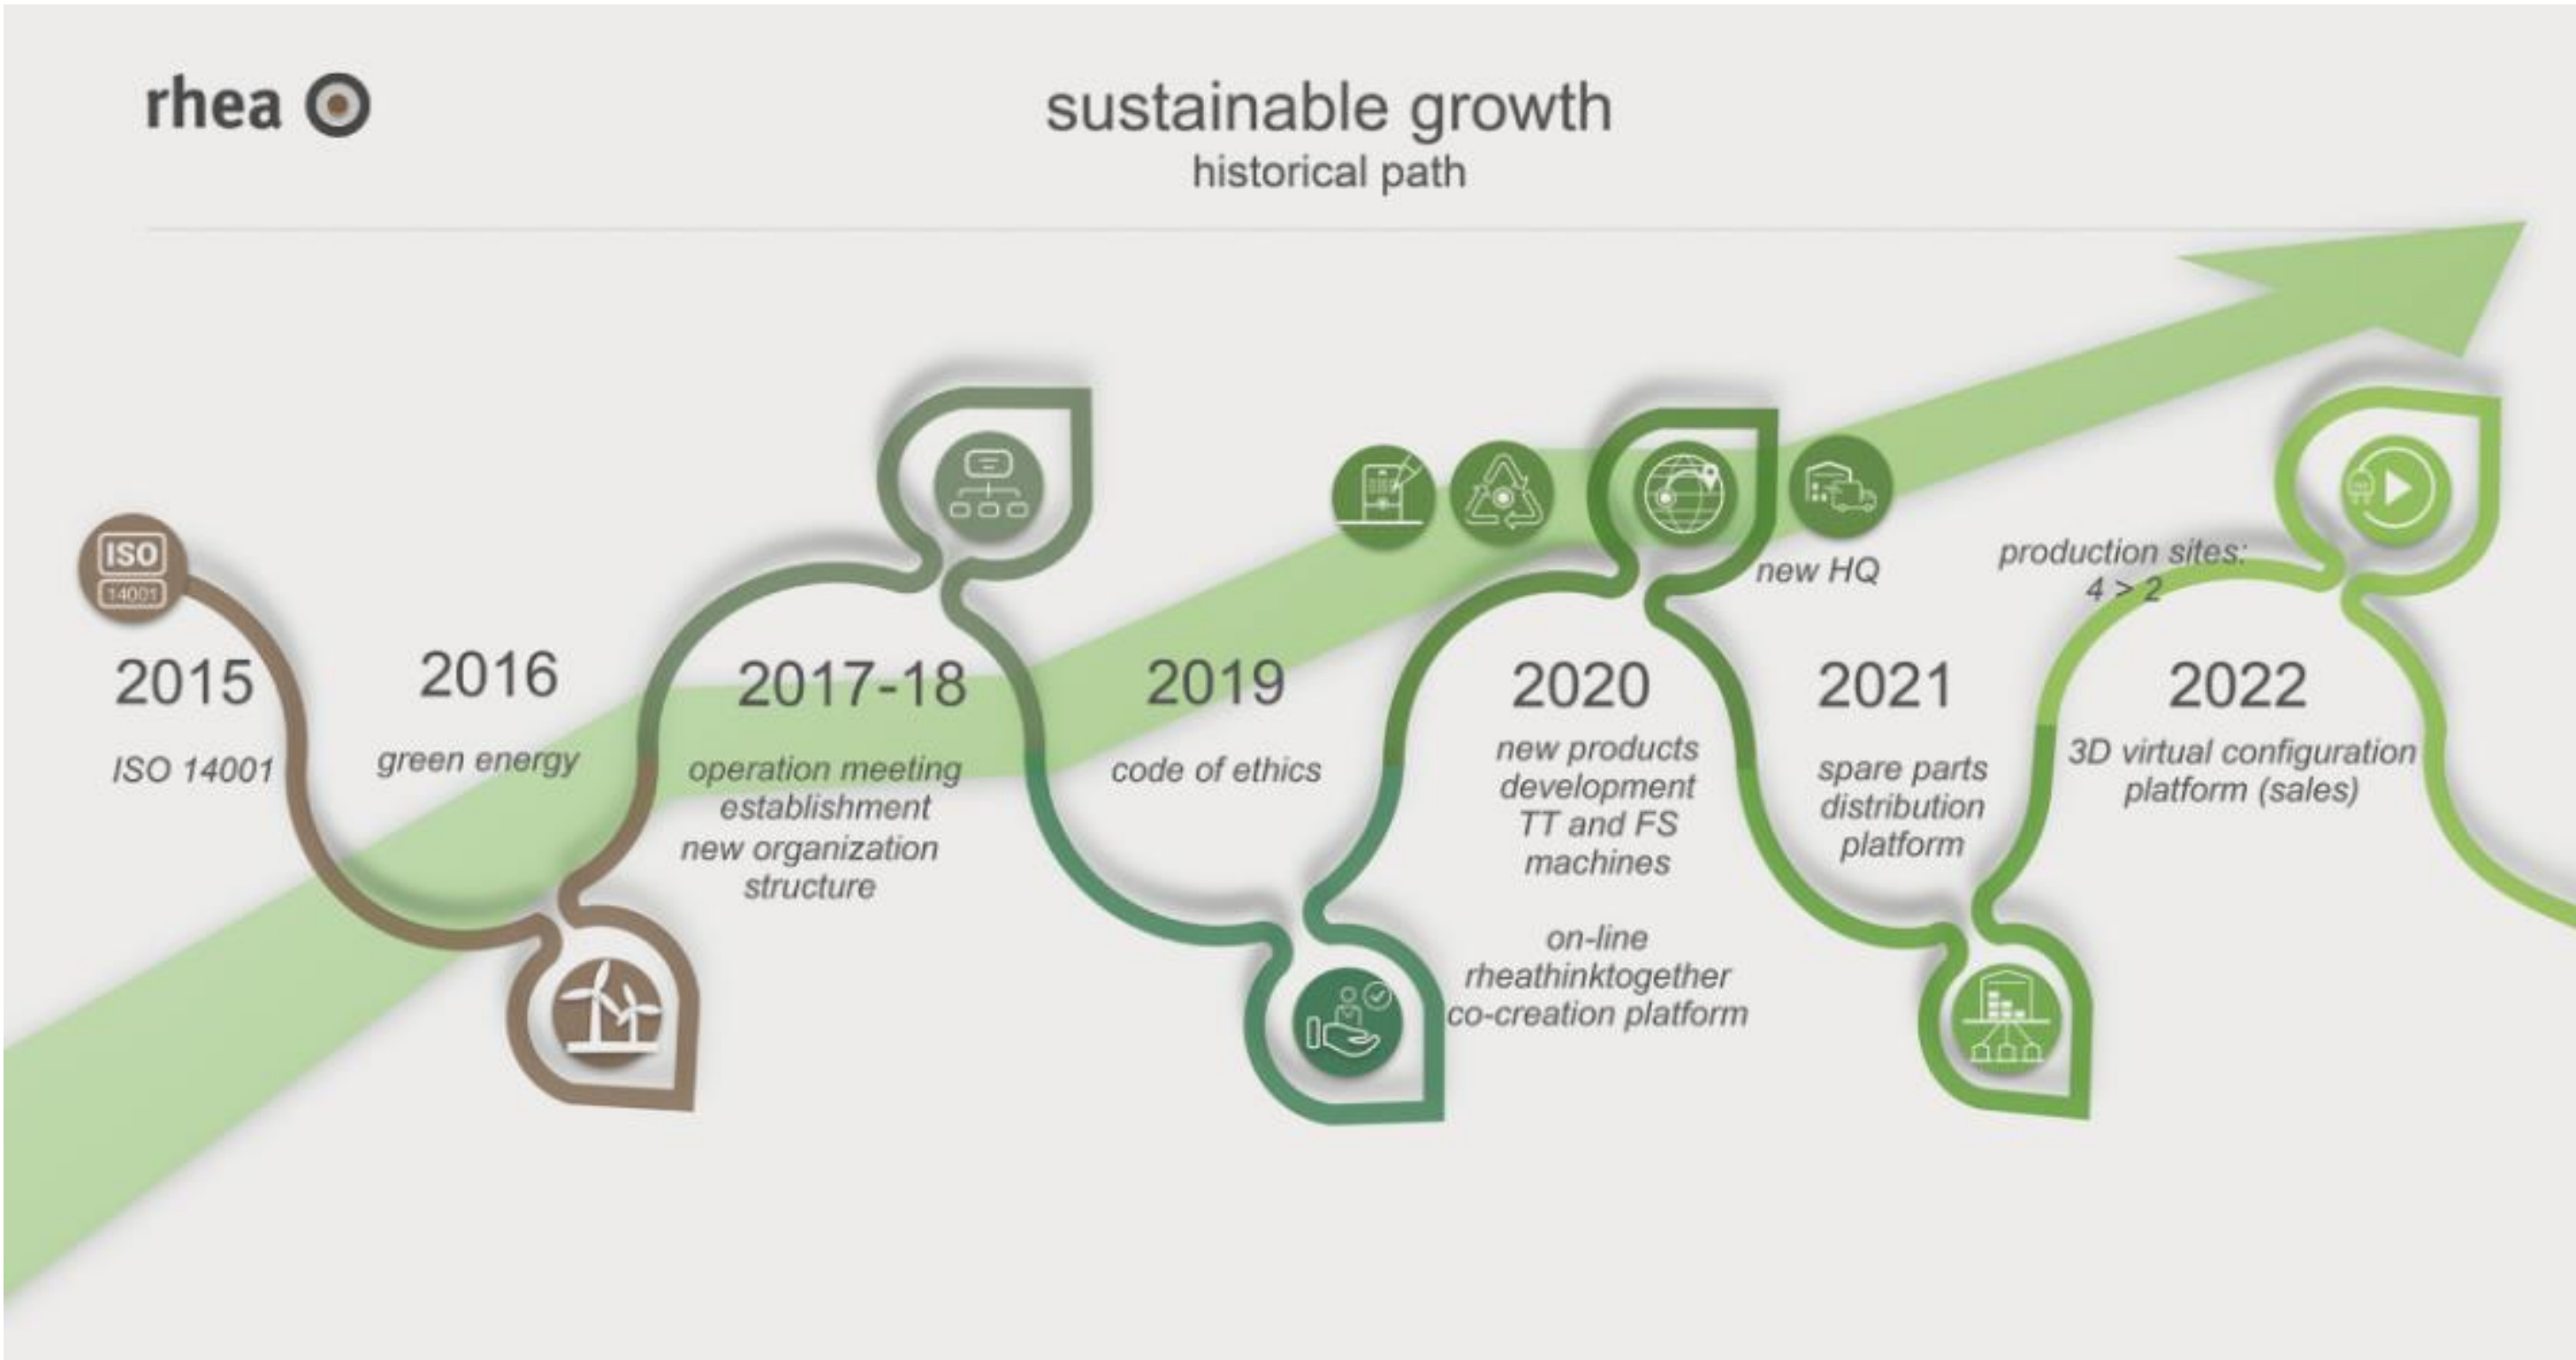 rhea
sustainable growth
historical path
ISO
14001
2015
ISO 14001
2016
green energy
2017-18
operation meeting
establishment
new organization
structure
2019
code of ethics
2020
new products
development
TT and FS
machines
on-line
rheathinktogether
co-creation platform
new HQ
2021
spare parts
distribution
platform
production sites:
4 > 2
2022
3D virtual configuration
platform (sales)